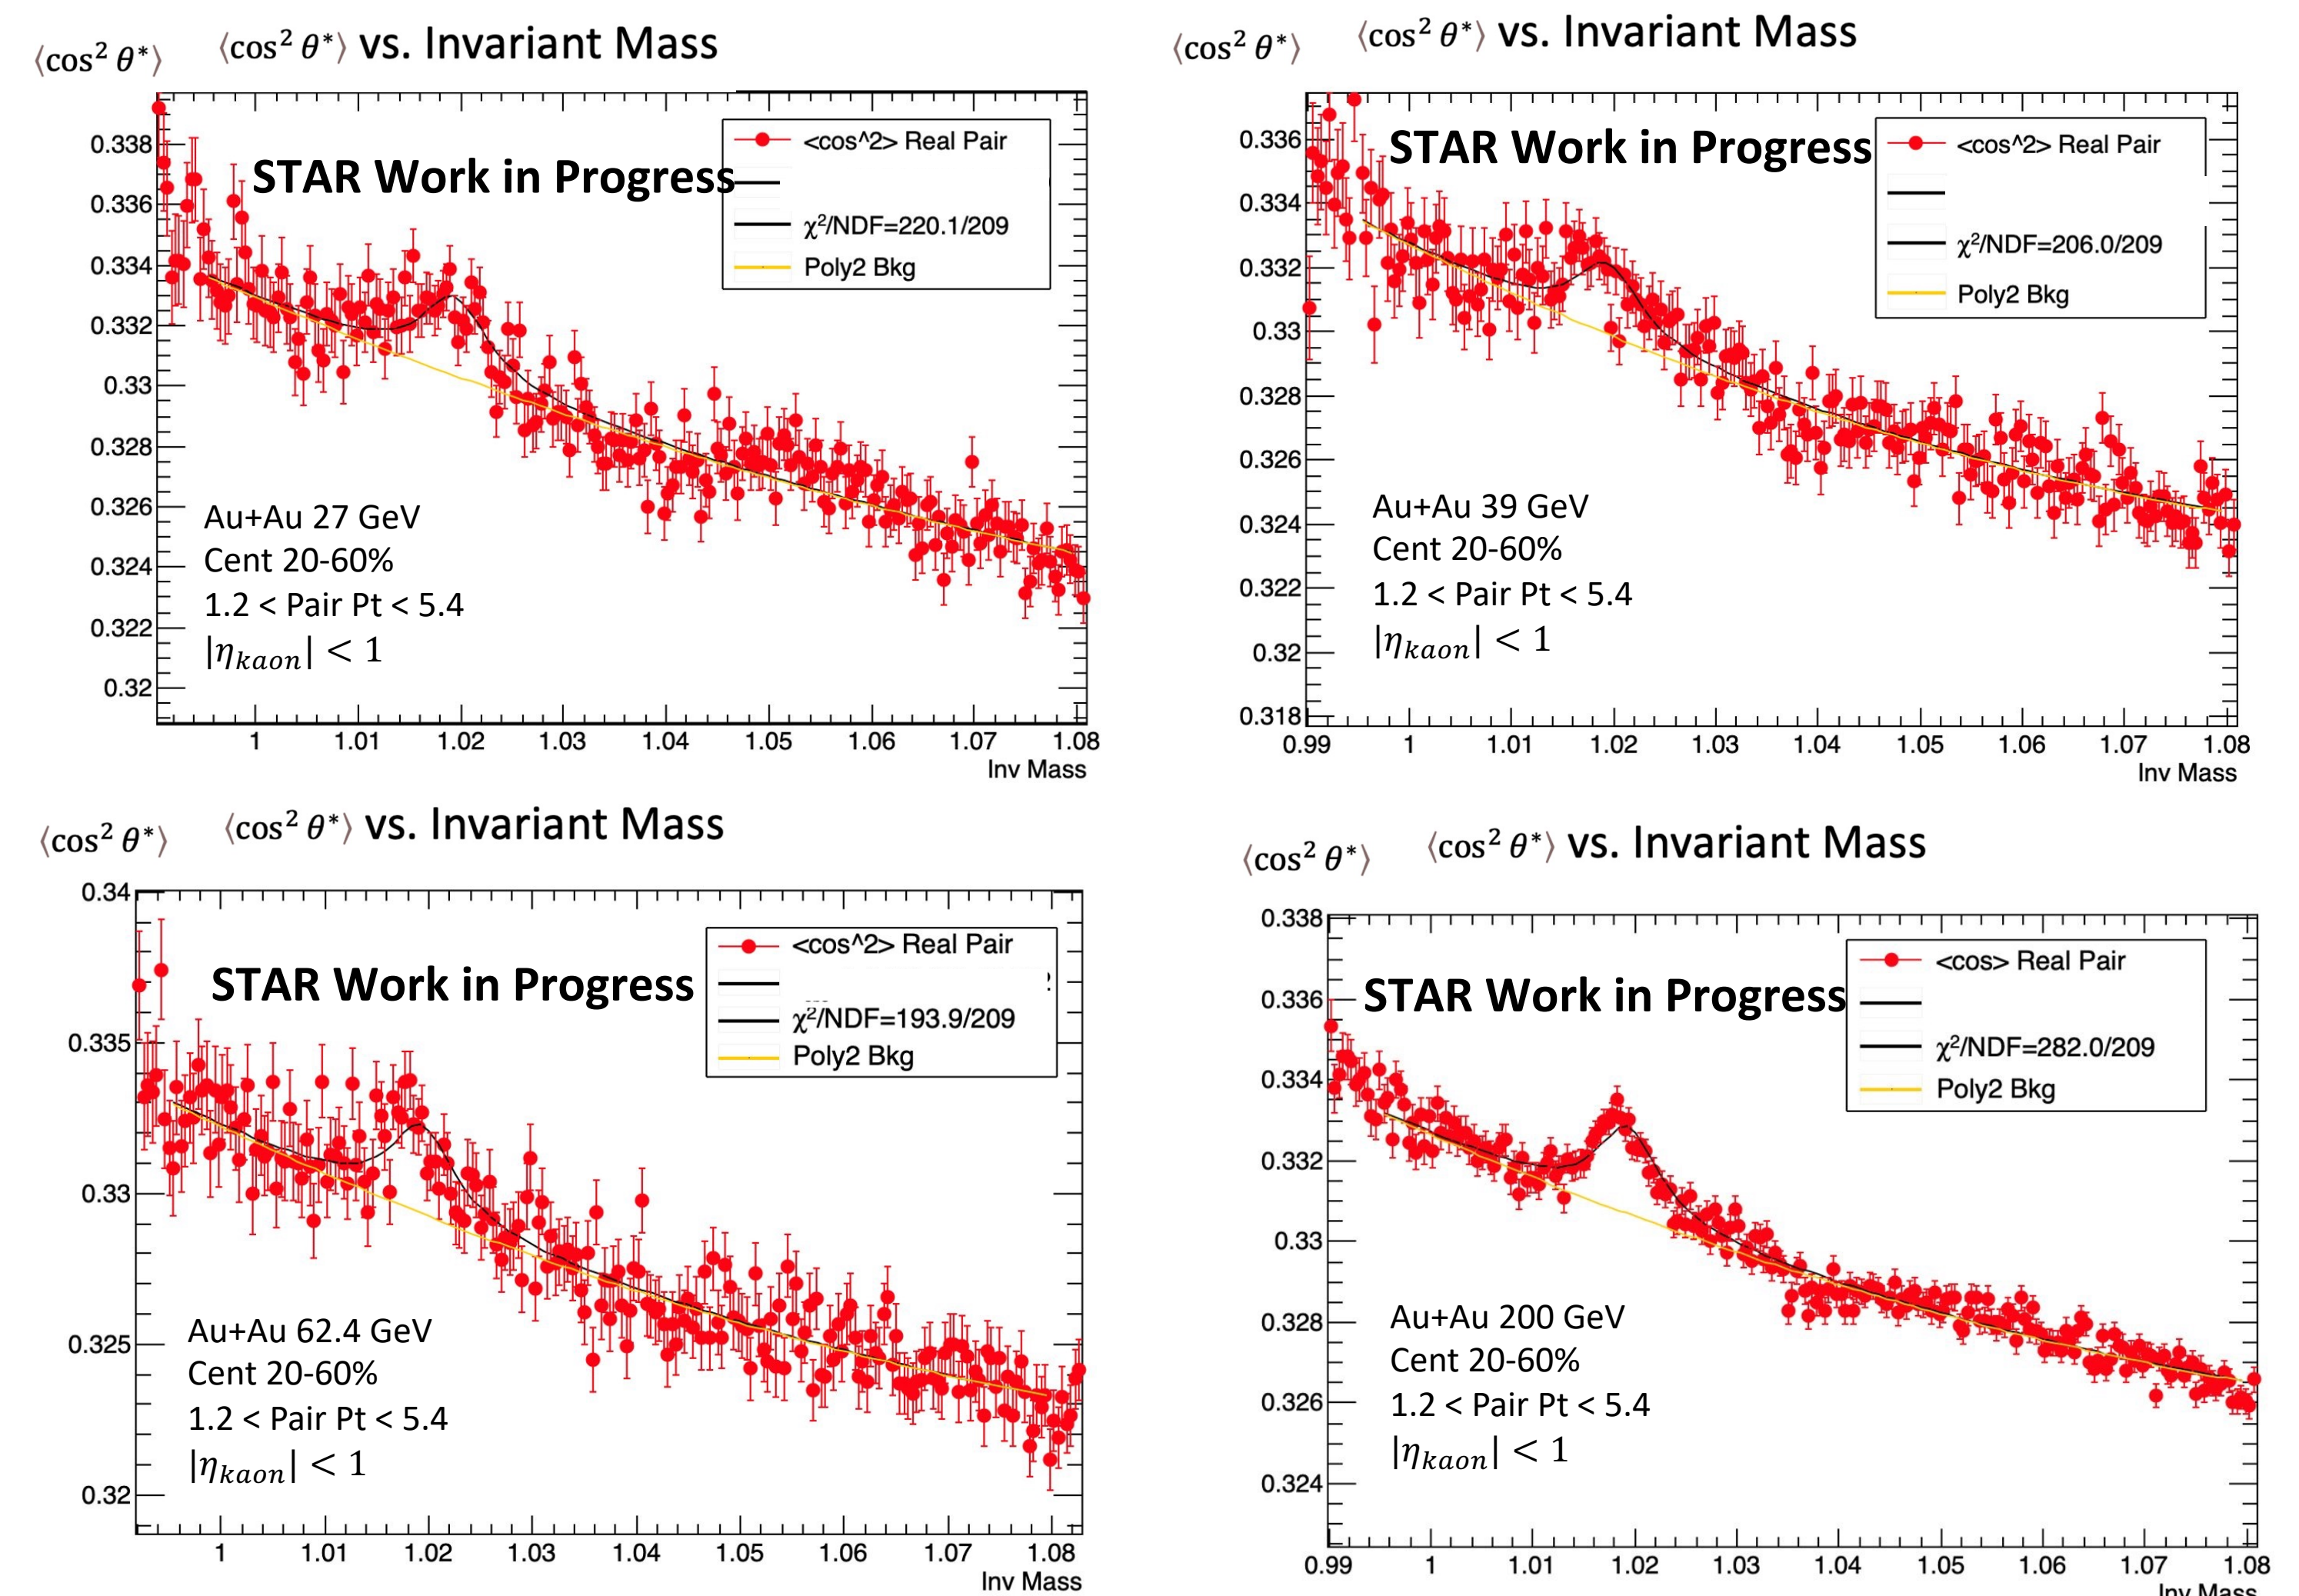 ⟨cos² θ*⟩
⟨cos² θ*⟩ vs. Invariant Mass
STAR Work in Progress
<cos^2> Real Pair
χ²/NDF=220.1/209
Poly2 Bkg
0.338
0.336
0.334
0.332
0.33
0.328
0.326
0.324
0.322
0.32
Au+Au 27 GeV
Cent 20-60%
1.2 < Pair Pt < 5.4
|η_kaon| < 1
1 1.01 1.02 1.03 1.04 1.05 1.06 1.07 1.08
Inv Mass
⟨cos² θ*⟩
⟨cos² θ*⟩ vs. Invariant Mass
STAR Work in Progress
<cos^2> Real Pair
χ²/NDF=206.0/209
Poly2 Bkg
0.336
0.334
0.332
0.33
0.328
0.326
0.324
0.322
0.32
0.318
Au+Au 39 GeV
Cent 20-60%
1.2 < Pair Pt < 5.4
|η_kaon| < 1
0.99 1 1.01 1.02 1.03 1.04 1.05 1.06 1.07 1.08
Inv Mass
⟨cos² θ*⟩
⟨cos² θ*⟩ vs. Invariant Mass
STAR Work in Progress
<cos^2> Real Pair
χ²/NDF=193.9/209
Poly2 Bkg
0.34
0.335
0.33
0.325
0.32
Au+Au 62.4 GeV
Cent 20-60%
1.2 < Pair Pt < 5.4
|η_kaon| < 1
1 1.01 1.02 1.03 1.04 1.05 1.06 1.07 1.08
Inv Mass
⟨cos² θ*⟩
⟨cos² θ*⟩ vs. Invariant Mass
STAR Work in Progress
<cos> Real Pair
χ²/NDF=282.0/209
Poly2 Bkg
0.338
0.336
0.334
0.332
0.33
0.328
0.326
0.324
Au+Au 200 GeV
Cent 20-60%
1.2 < Pair Pt < 5.4
|η_kaon| < 1
0.99 1 1.01 1.02 1.03 1.04 1.05 1.06 1.07 1.08
Inv Mass